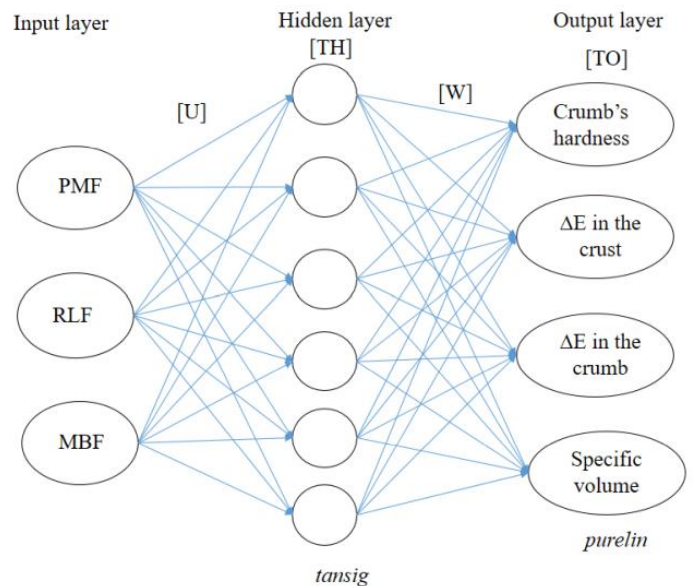 Input layer
Hidden layer
[TH]
Output layer
[TO]
[U]
[W]
PMF
RLF
MBF
Crumb's
hardness
ΔE in the
crust
ΔE in the
crumb
Specific
volume
tansig
purelin